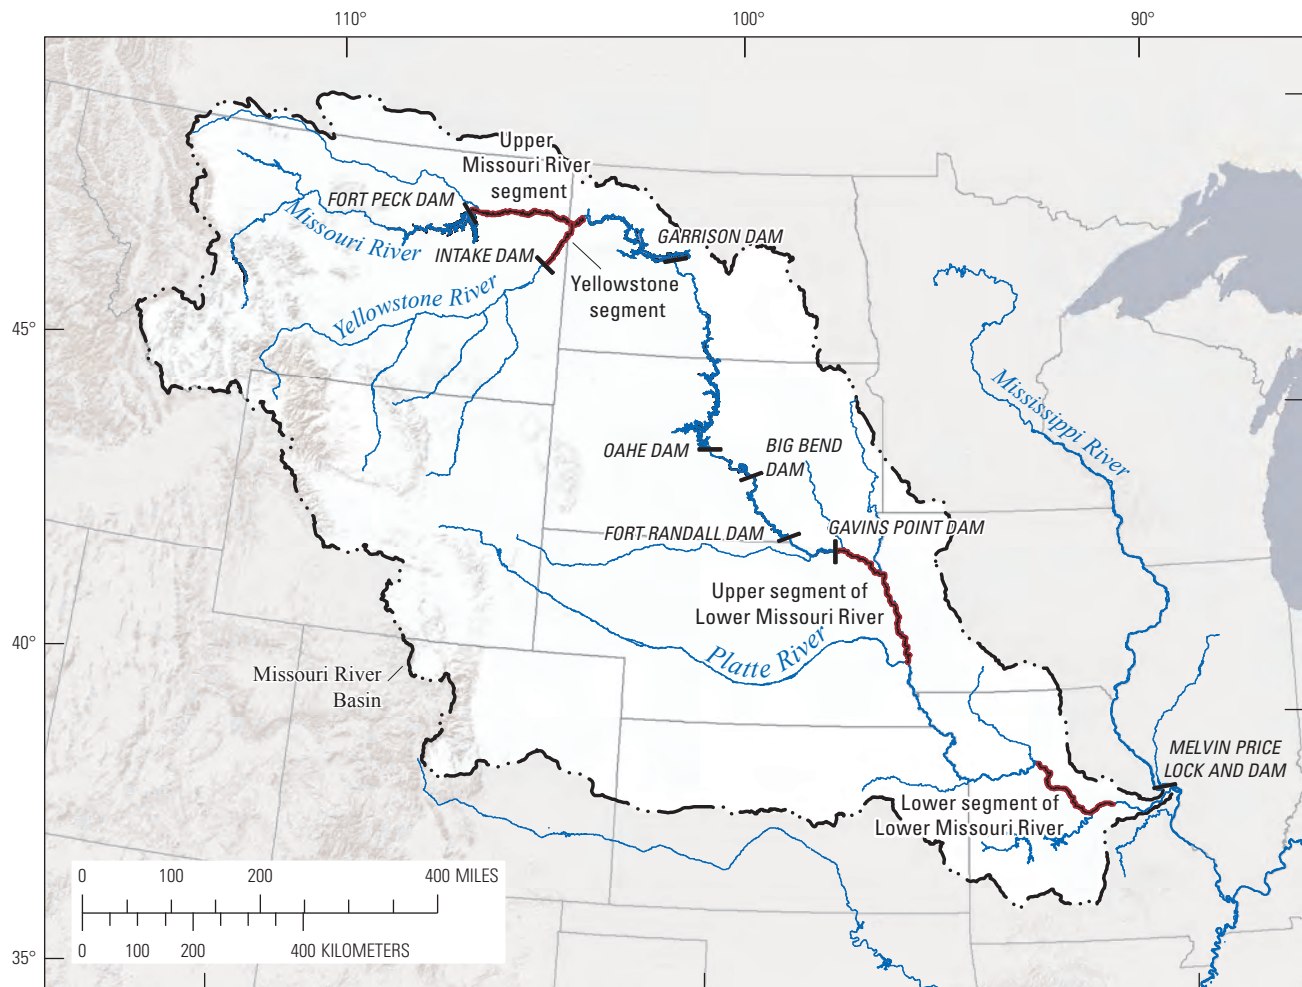 110°
100°
90°
Upper
Missouri River
segment
FORT PECK DAM
Missouri River
GARRISON DAM
INTAKE DAM
Yellowstone
segment
Yellowstone River
45°
Mississippi River
OAHE DAM
BIG BEND
DAM
FORT RANDALL DAM
GAVINS POINT DAM
Upper segment of
Lower Missouri River
40°
Platte River
Missouri River
Basin
MELVIN PRICE
LOCK AND DAM
Lower segment of
Lower Missouri River
0 100 200 400 MILES
0 100 200 400 KILOMETERS
35°